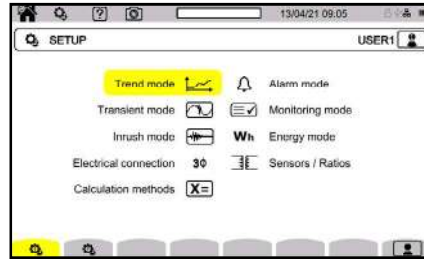 13/04/21 09:05
SETUP
USER1
Trend mode
Alarm mode
Transient mode
Monitoring mode
Inrush mode
Wh Energy mode
Electrical connection 3Φ
Sensors / Ratios
Calculation methods X=